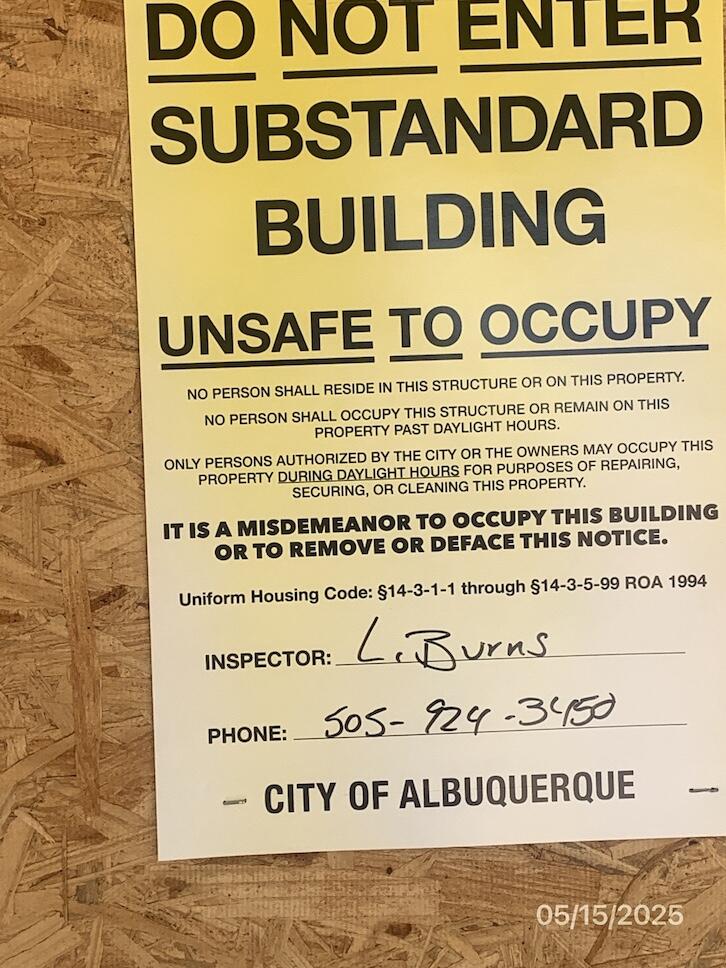 DO NOT ENTER
SUBSTANDARD
BUILDING
UNSAFE TO OCCUPY
NO PERSON SHALL RESIDE IN THIS STRUCTURE OR ON THIS PROPERTY.
NO PERSON SHALL OCCUPY THIS STRUCTURE OR REMAIN ON THIS
PROPERTY PAST DAYLIGHT HOURS.
ONLY PERSONS AUTHORIZED BY THE CITY OR THE OWNERS MAY OCCUPY THIS
PROPERTY DURING DAYLIGHT HOURS FOR PURPOSES OF REPAIRING,
SECURING, OR CLEANING THIS PROPERTY.
IT IS A MISDEMEANOR TO OCCUPY THIS BUILDING
OR TO REMOVE OR DEFACE THIS NOTICE.
Uniform Housing Code: §14-3-1-1 through §14-3-5-99 ROA 1994
INSPECTOR: L. Burns
PHONE: 505-924-3450
CITY OF ALBUQUERQUE
05/15/2025